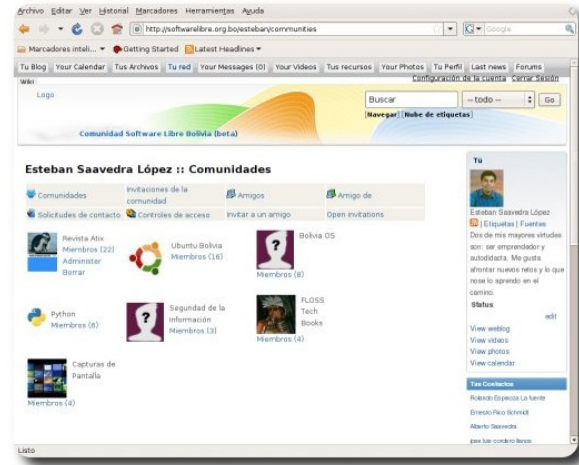 Archivo Editar Ver Historial Marcadores Herramientas Ayuda
http://softwarelibre.org.bo/esteban/communities
Google
Marcadores inteli...
Getting Started
Latest Headlines
Tu Blog
Your Calendar
Tus Archivos
Tu red
Your Messages (0)
Your Videos
Tus recursos
Your Photos
Tu Perfil
Last news
Forums
Wiki
Configuración de la cuenta
Cerrar Sesión
Logo
Comunidad Software Libre Bolivia (beta)
Buscar
-- todo --
Go
[Navegar] [Nube de etiquetas]
Esteban Saavedra López :: Comunidades
Comunidades
Invitaciones de la
comunidad
Amigos
Amigo de
Solicitudes de contacto
Controles de acceso
Invitar a un amigo
Open invitations
Revista Atix
Miembros (22)
Administer
Borrar
Ubuntu Bolivia
Miembros (16)
Bolivia OS
Miembros (8)
Python
Miembros (6)
Seguridad de la
Información
Miembros (3)
FLOSS
Tech
Books
Miembros (4)
Capturas de
Pantalla
Miembros (4)
Tú
Esteban Saavedra López
| Etiquetas | Fuentes
Dos de mis mayores virtudes
son: ser emprendedor y
autodidacta. Me gusta
afrontar nuevos retos y lo que
nose lo aprendo en el
camino.
Status
edit
View weblog
View videos
View photos
View calendar
Tus Contactos
Rolando Espinoza La fuente
Ernesto Rico Schmidt
Alberto Saavedra
jose luis cordero llanos
Listo